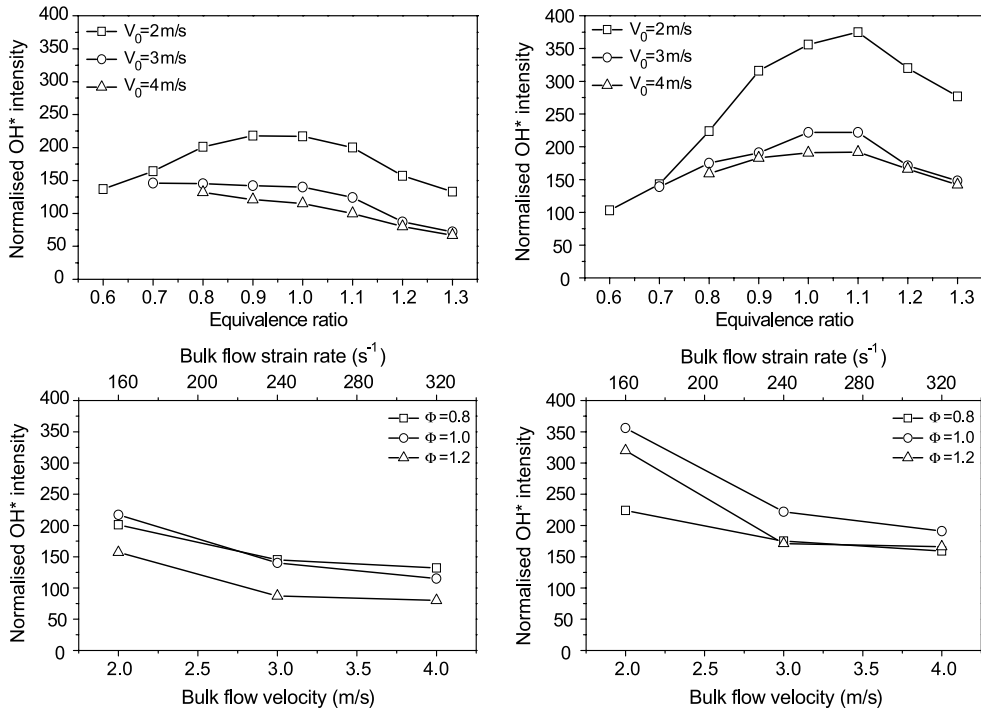 400
350
300
250
200
150
100
50
0
Normalised OH* intensity
V0=2m/s
V0=3m/s
V0=4m/s
0.6 0.7 0.8 0.9 1.0 1.1 1.2 1.3
Equivalence ratio
400
350
300
250
200
150
100
50
0
Normalised OH* intensity
V0=2m/s
V0=3m/s
V0=4m/s
0.6 0.7 0.8 0.9 1.0 1.1 1.2 1.3
Equivalence ratio
Bulk flow strain rate (s-1)
160 200 240 280 320
400
350
300
250
200
150
100
50
0
Normalised OH* intensity
Φ=0.8
Φ=1.0
Φ=1.2
2.0 2.5 3.0 3.5 4.0
Bulk flow velocity (m/s)
Bulk flow strain rate (s-1)
160 200 240 280 320
400
350
300
250
200
150
100
50
0
Normalised OH* intensity
Φ=0.8
Φ=1.0
Φ=1.2
2.0 2.5 3.0 3.5 4.0
Bulk flow velocity (m/s)